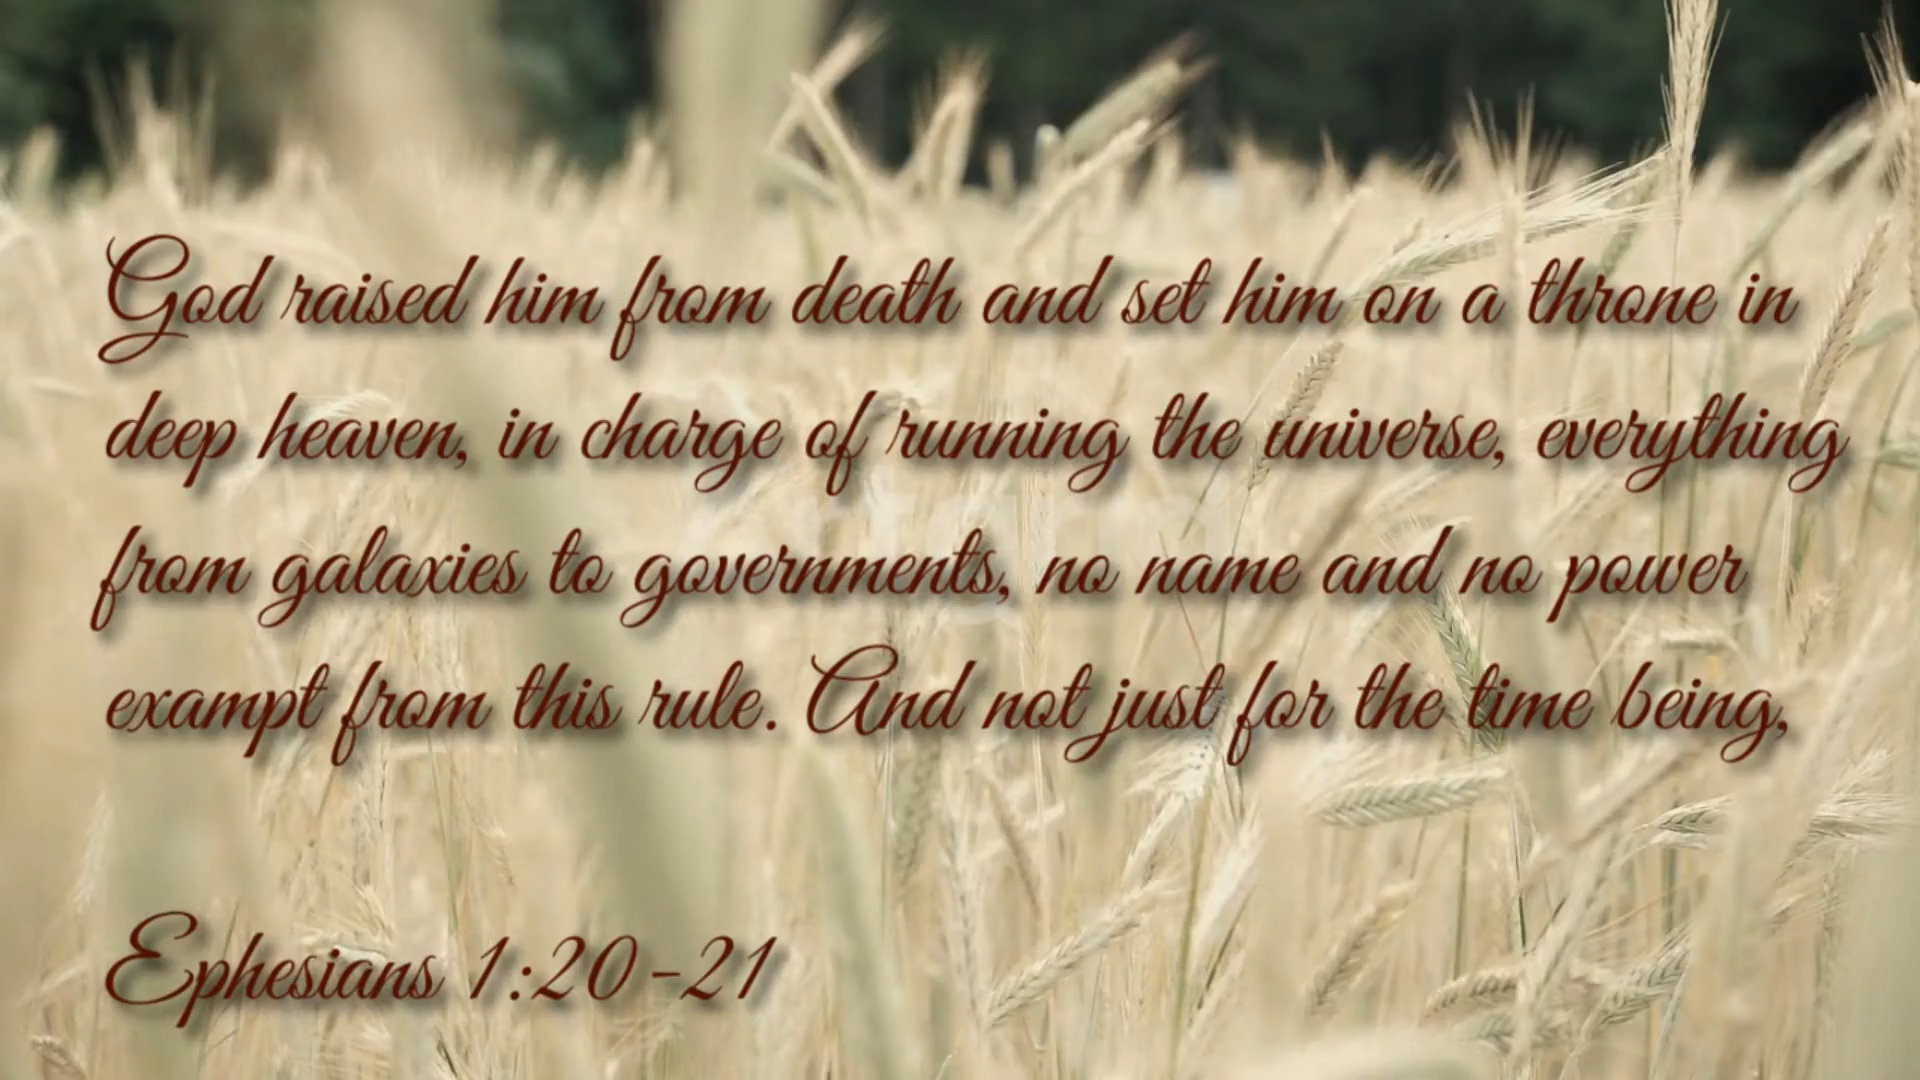 God raised him from death and set him on a throne in
deep heaven, in charge of running the universe, everything
from galaxies to governments, no name and no power
exampt from this rule. And not just for the time being,
Ephesians 1:20-21